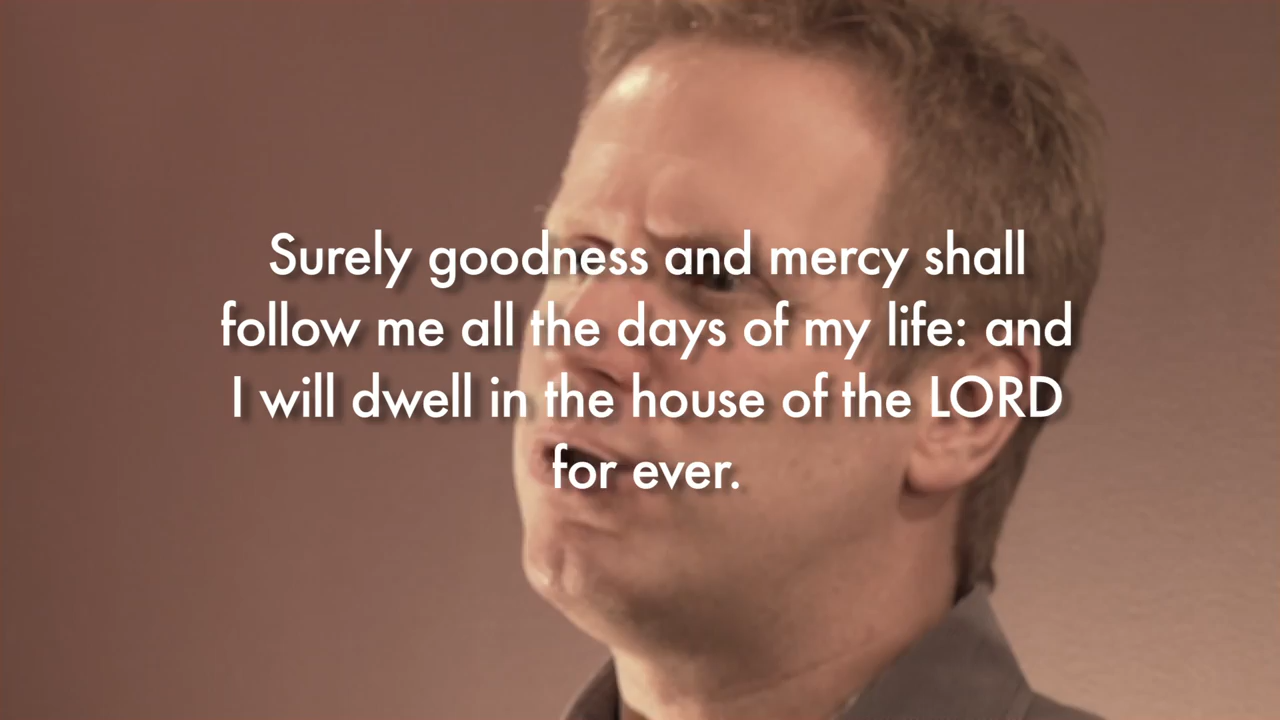 Surely goodness and mercy shall
follow me all the days of my life: and
I will dwell in the house of the LORD
for ever.